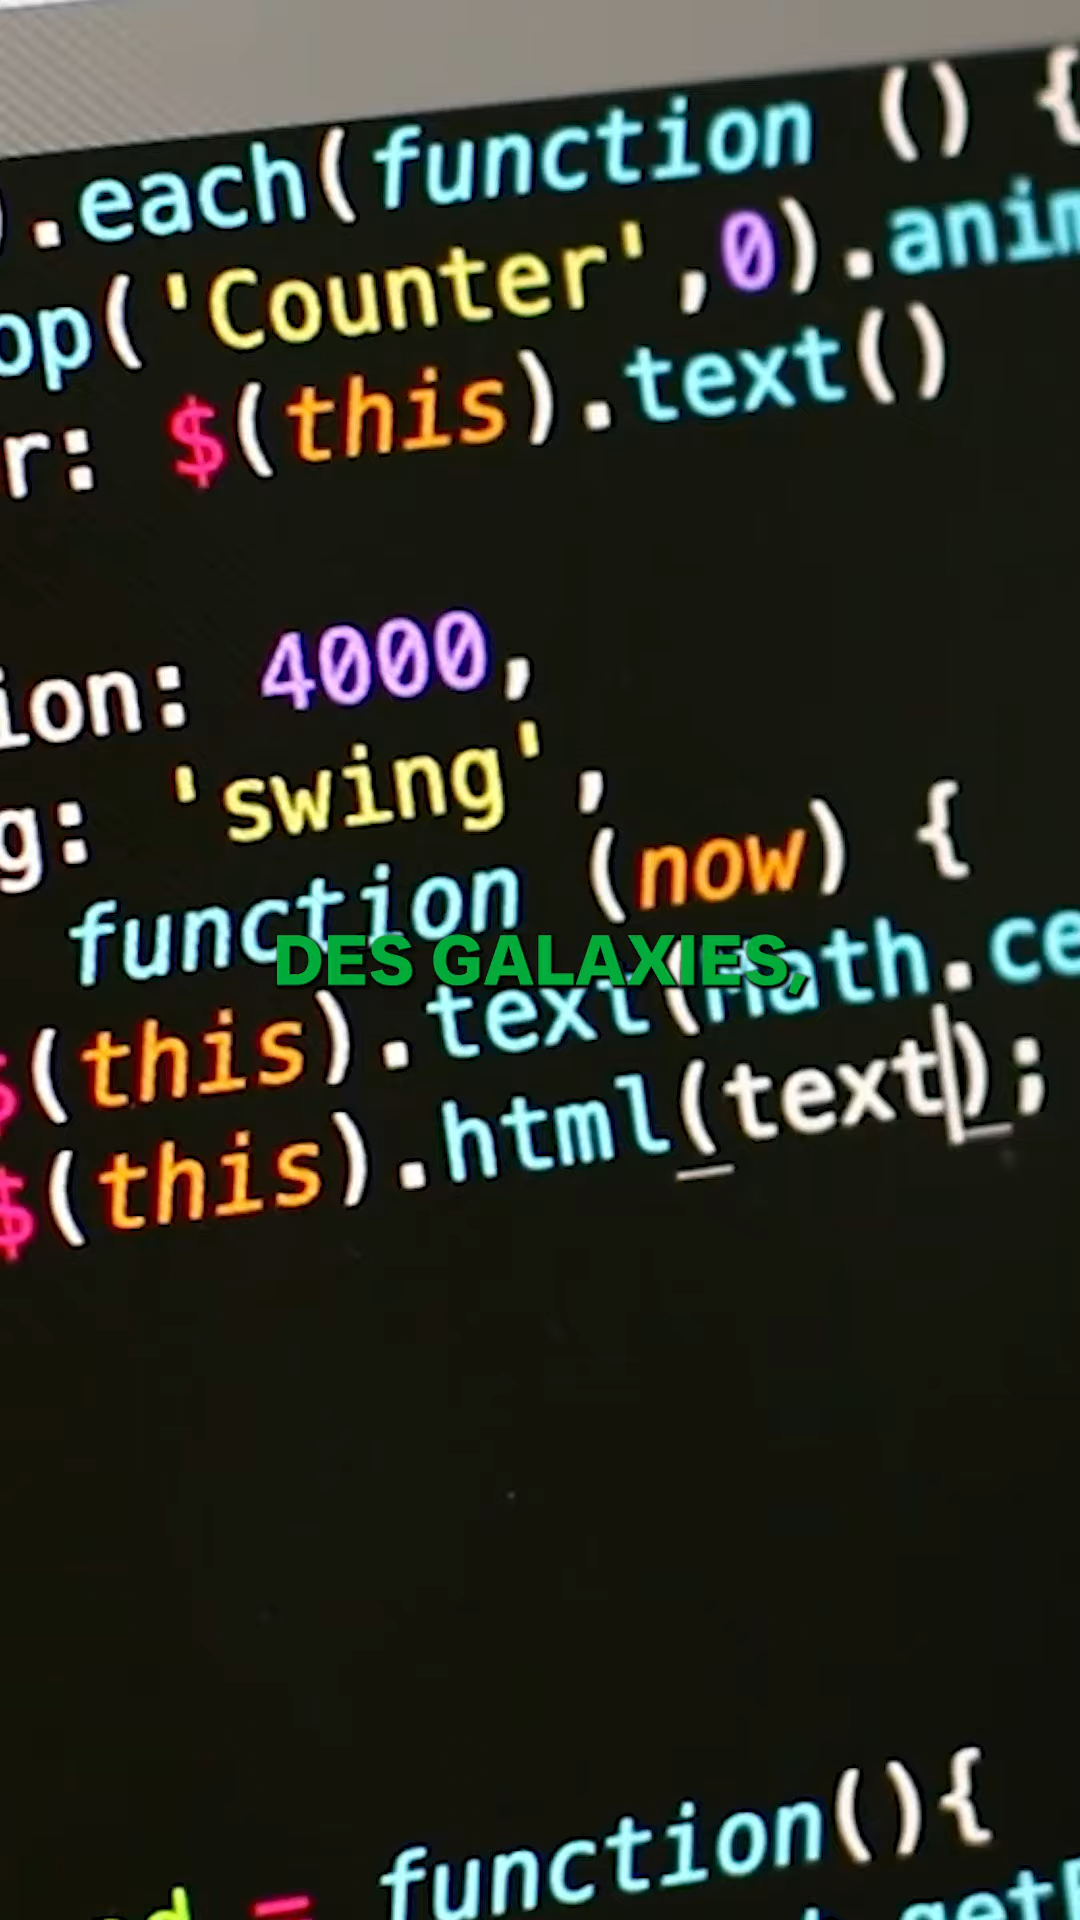 ).each(function () {
op('Counter',0).anim
r: $(this).text()
ion: 4000,
g: 'swing',
function (now) {
DES GALAXIES,
$(this).text(Math.ce
$(this).html(text);
= function(){
getE